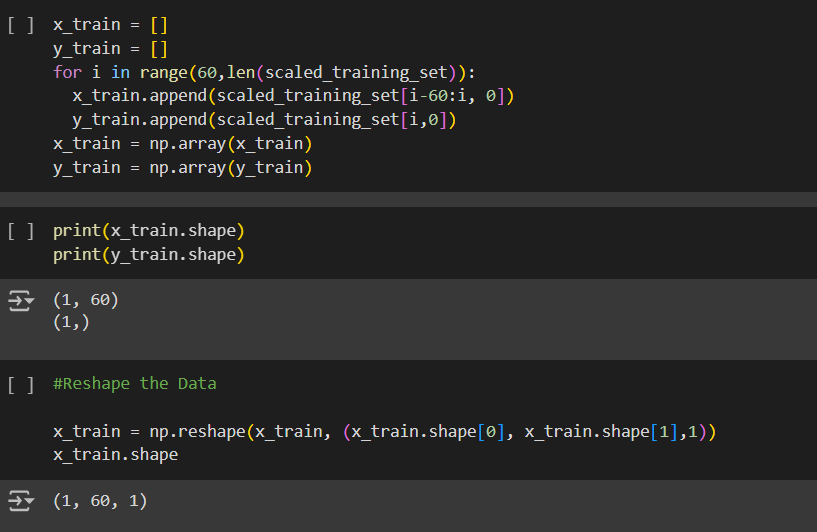 [ ] x_train = []
y_train = []
for i in range(60,len(scaled_training_set)):
  x_train.append(scaled_training_set[i-60:i, 0])
  y_train.append(scaled_training_set[i,0])
x_train = np.array(x_train)
y_train = np.array(y_train)
[ ] print(x_train.shape)
print(y_train.shape)
(1, 60)
(1,)
[ ] #Reshape the Data
x_train = np.reshape(x_train, (x_train.shape[0], x_train.shape[1],1))
x_train.shape
(1, 60, 1)